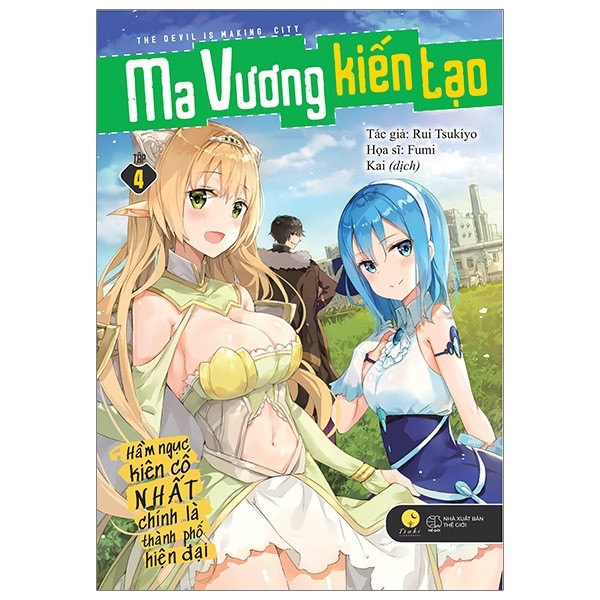 THE DEVIL IS MAKING CITY
Ma Vương kiến tạo
Tác giả: Rui Tsukiyo
Họa sĩ: Fumi
Kai (dịch)
TẬP
4
Hầm ngục
kiên cố
NHẤT
chính là
thành phố
hiện đại
Tsuki
NHÀ XUẤT BẢN
THẾ GIỚI